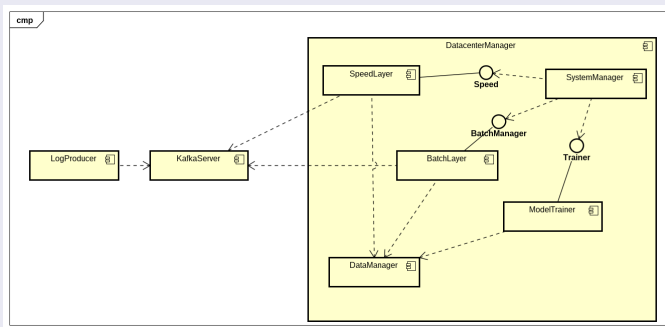 cmp
DatacenterManager
SpeedLayer
Speed
SystemManager
BatchManager
Trainer
LogProducer
KafkaServer
BatchLayer
ModelTrainer
DataManager